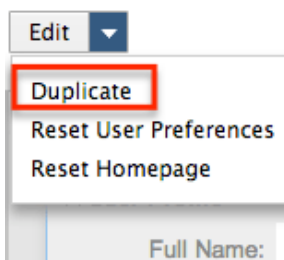 Edit
Duplicate
Reset User Preferences
Reset Homepage
Full Name: